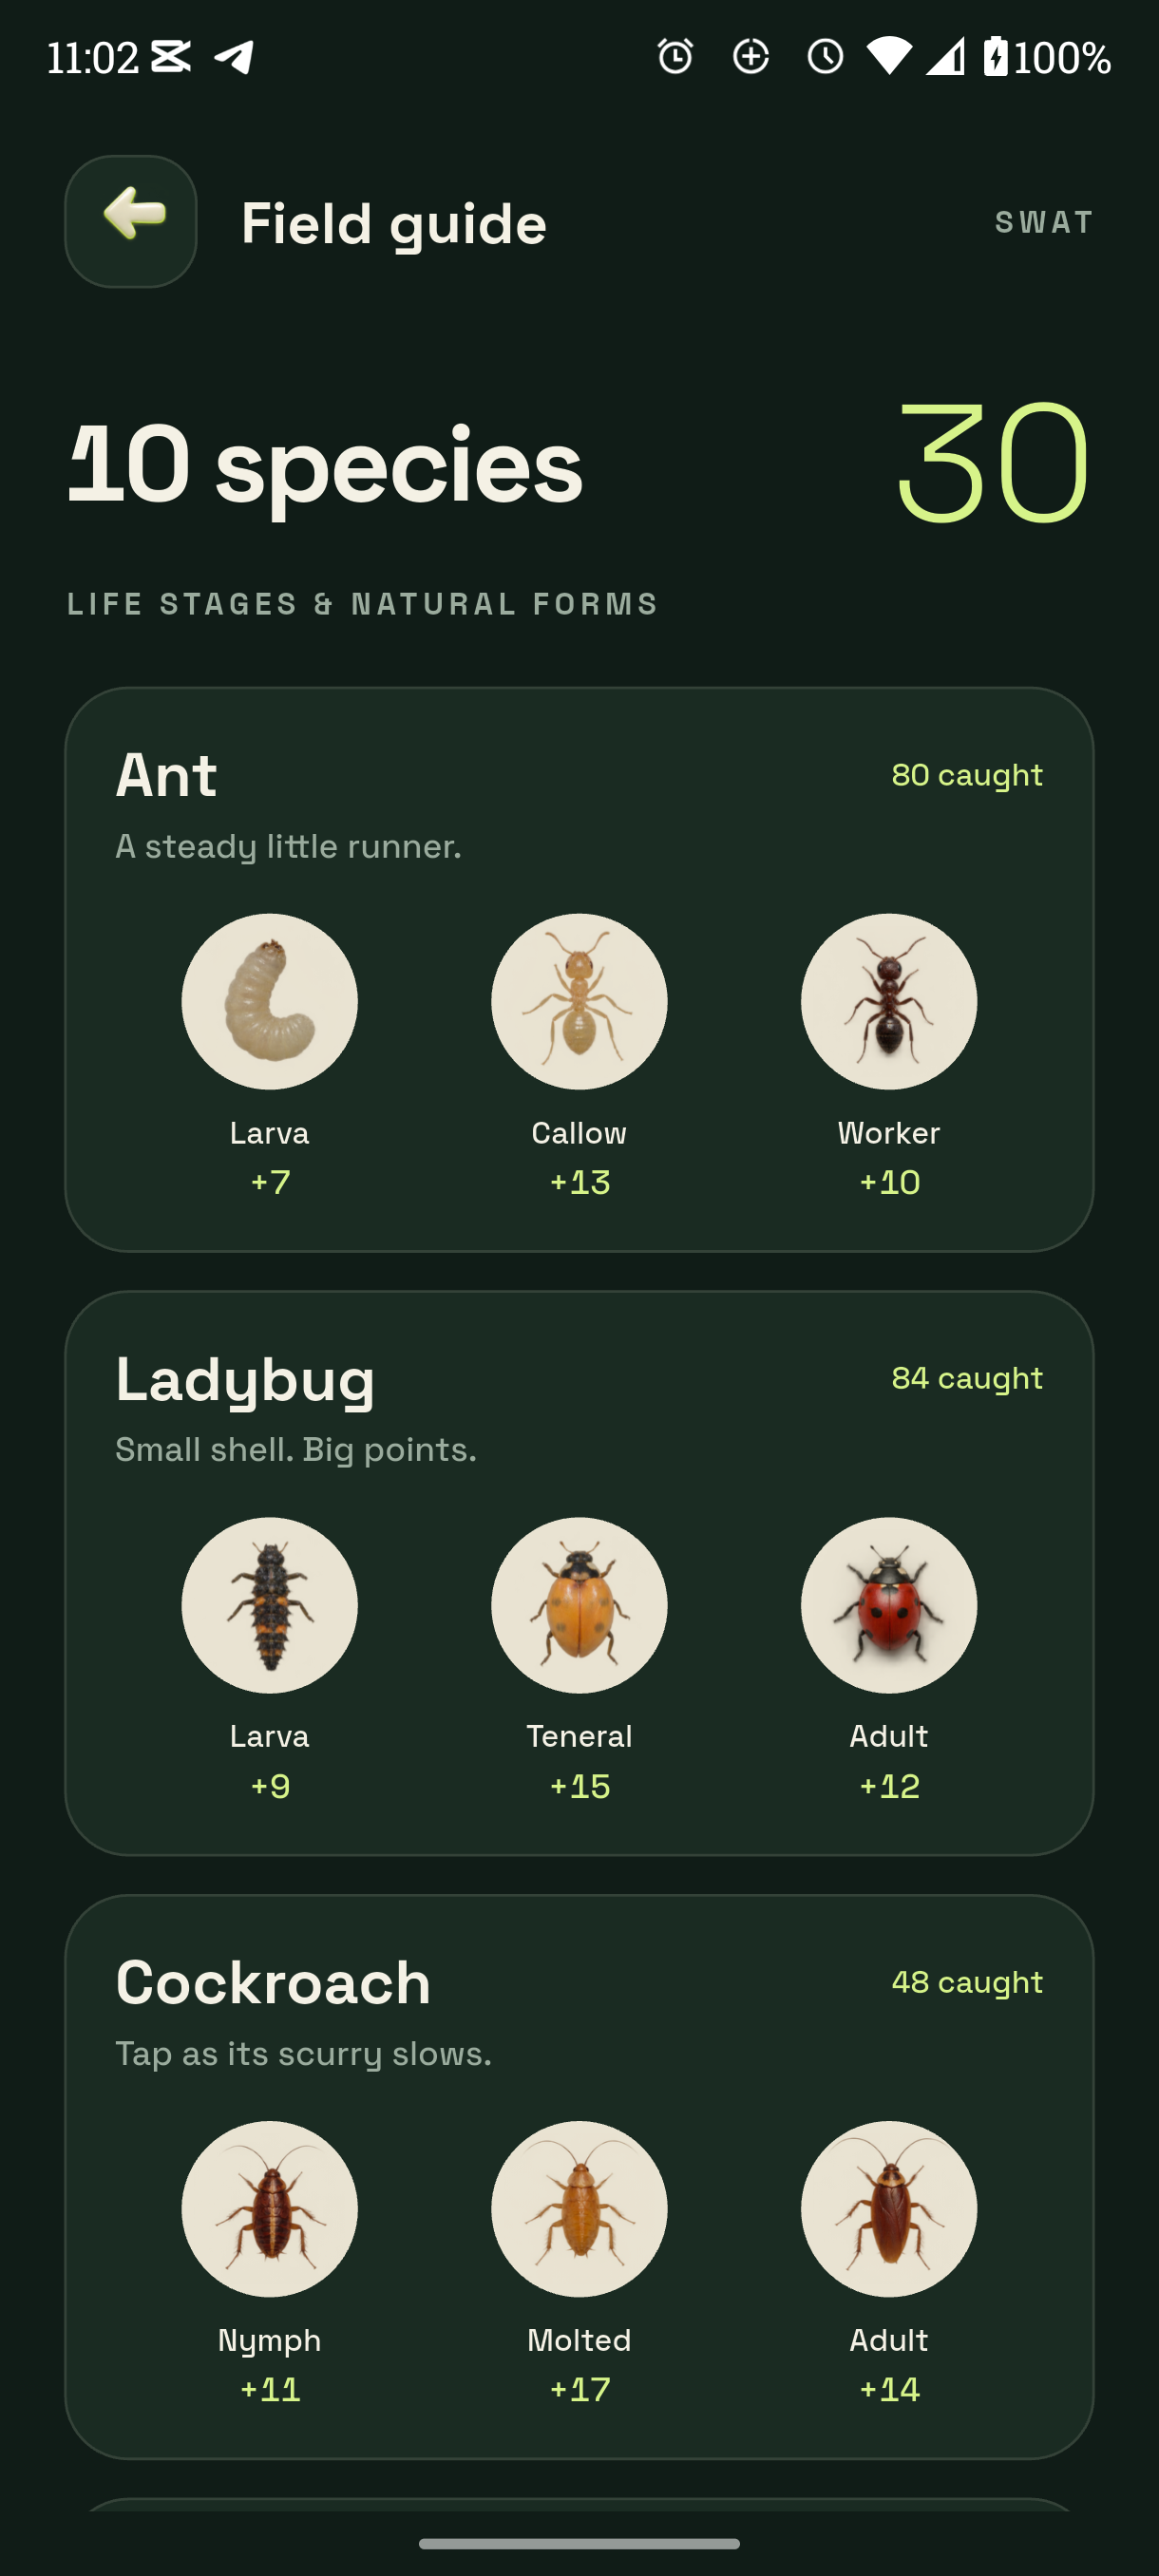 11:02 100%
Field guide SWAT
10 species 30
LIFE STAGES & NATURAL FORMS
Ant 80 caught
A steady little runner.
Larva Callow Worker
+7 +13 +10
Ladybug 84 caught
Small shell. Big points.
Larva Teneral Adult
+9 +15 +12
Cockroach 48 caught
Tap as its scurry slows.
Nymph Molted Adult
+11 +17 +14